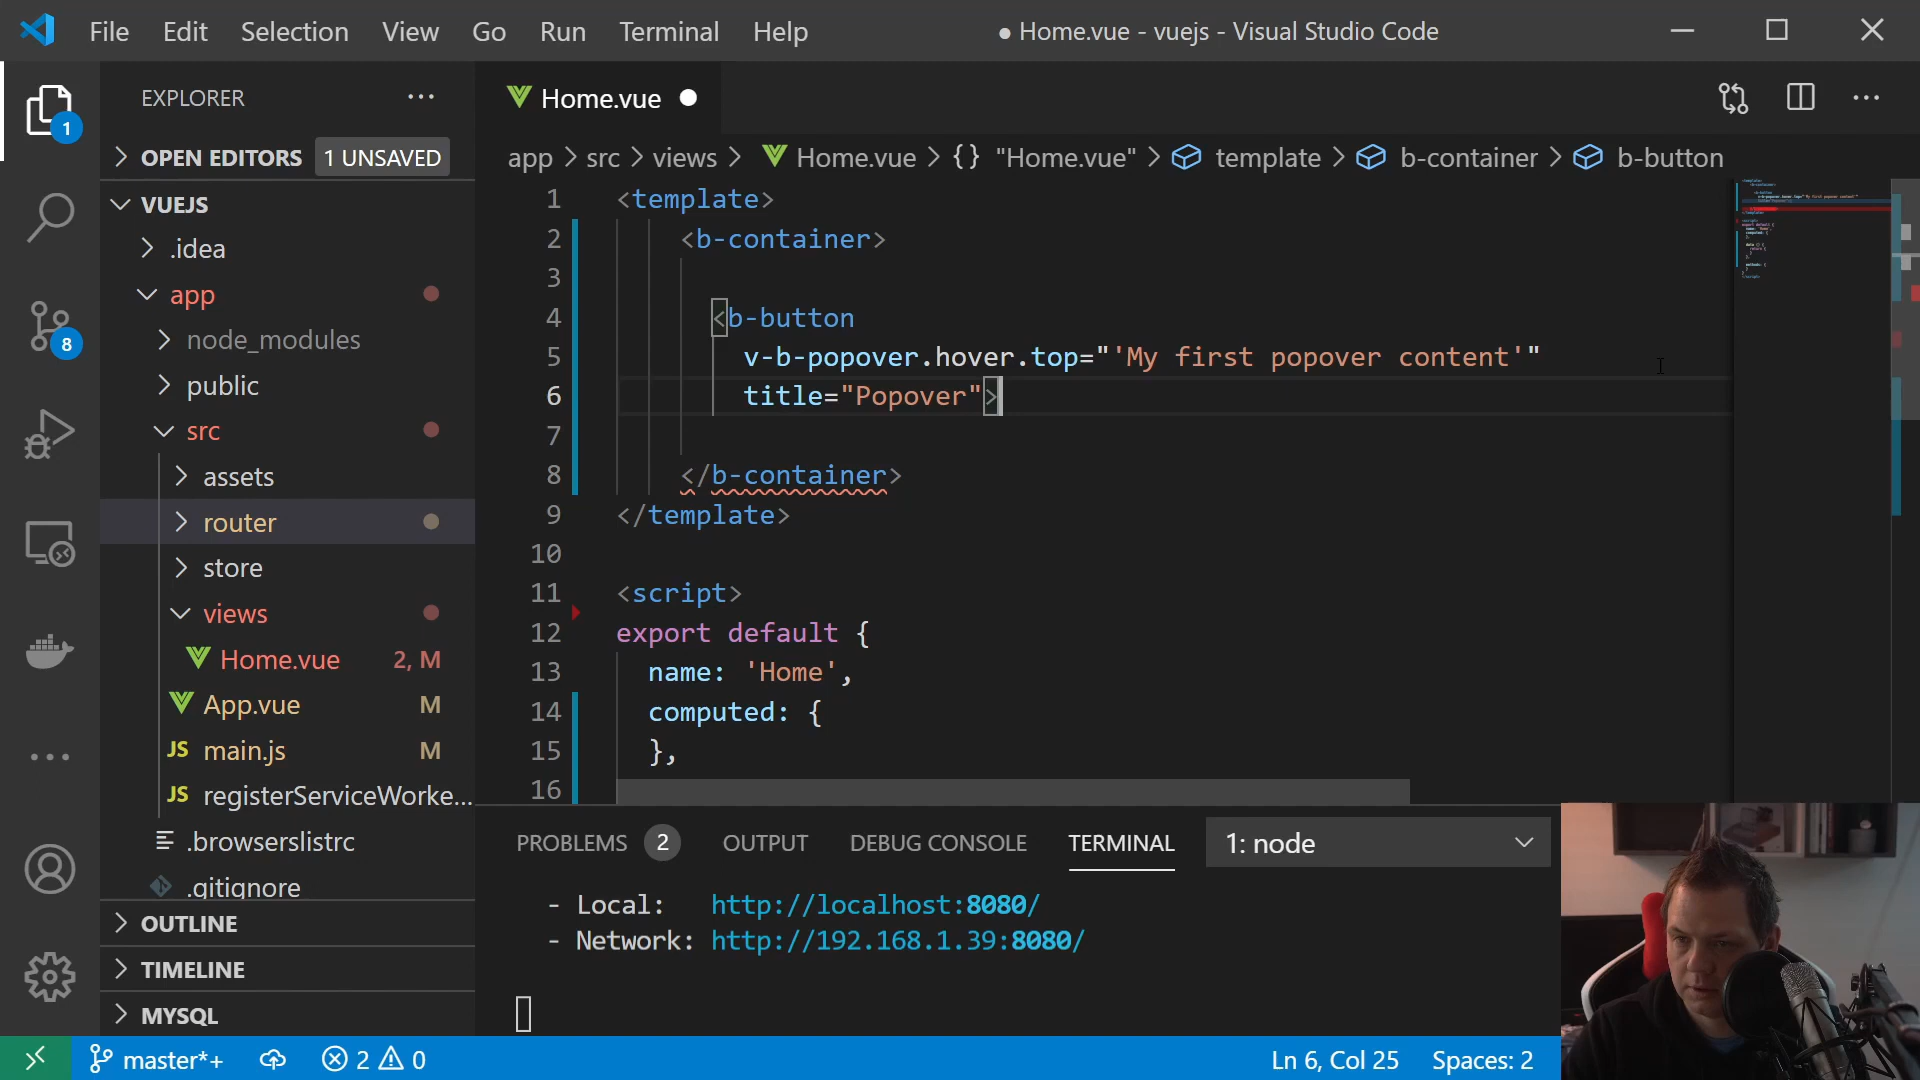 File Edit Selection View Go Run Terminal Help
● Home.vue - vuejs - Visual Studio Code
EXPLORER
Home.vue
OPEN EDITORS 1 UNSAVED
1
VUEJS
.idea
app
node_modules
public
8
src
assets
router
store
views
Home.vue 2, M
App.vue M
JS main.js M
JS registerServiceWorke...
.browserslistrc
.gitignore
OUTLINE
TIMELINE
MYSQL
app > src > views > Home.vue > {} "Home.vue" > template > b-container > b-button
1 <template>
2 <b-container>
3
4 <b-button
5 v-b-popover.hover.top="'My first popover content'"
6 title="Popover">
7
8 </b-container>
9 </template>
10
11 <script>
12 export default {
13 name: 'Home',
14 computed: {
15 },
16
PROBLEMS 2 OUTPUT DEBUG CONSOLE TERMINAL 1: node
- Local: http://localhost:8080/
- Network: http://192.168.1.39:8080/
master*+ 2 0 Ln 6, Col 25 Spaces: 2